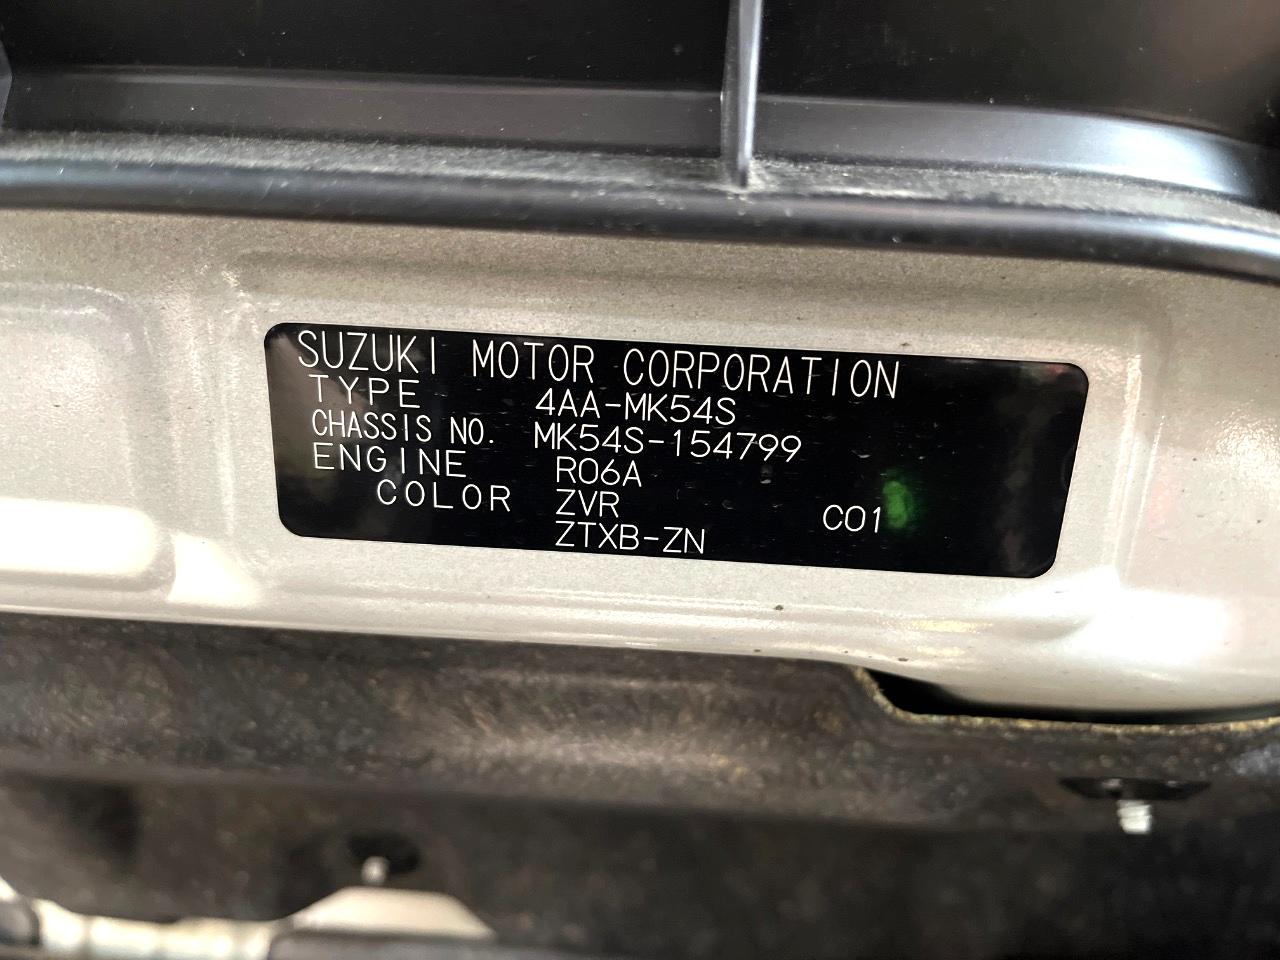 SUZUKI MOTOR CORPORATION
TYPE 4AA-MK54S
CHASSIS NO. MK54S-154799
ENGINE R06A
COLOR ZVR C01
ZTXB-ZN